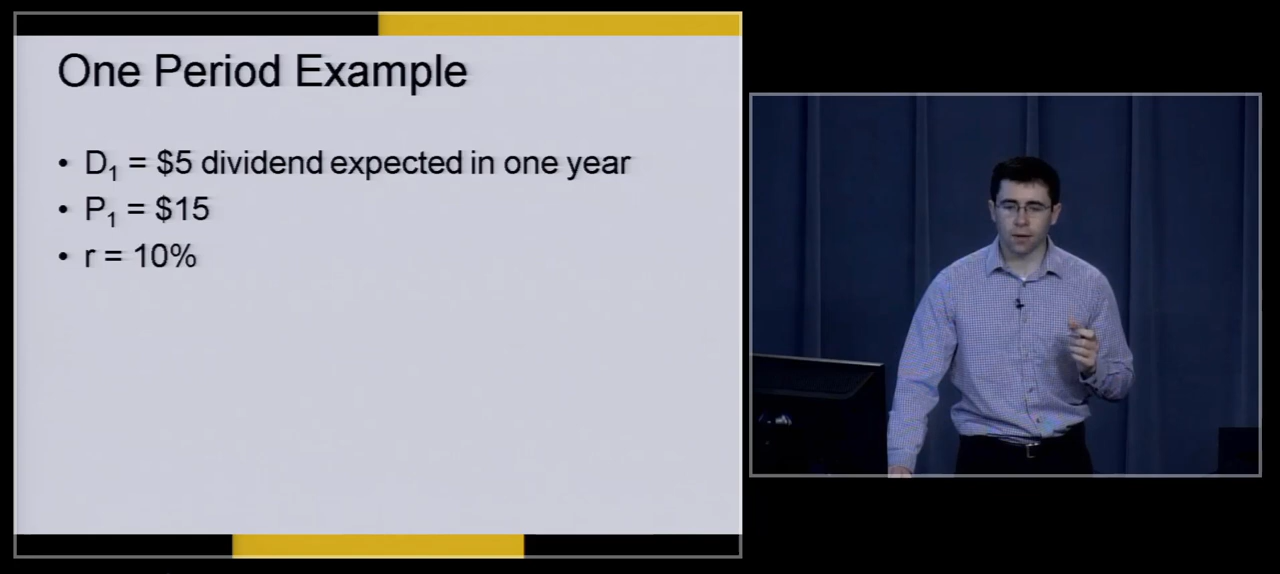 One Period Example
• D₁ = $5 dividend expected in one year
• P₁ = $15
• r = 10%